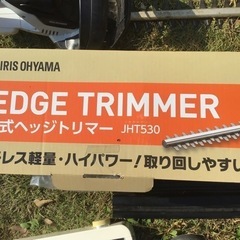 IRIS OHYAMA
EDGE TRIMMER
式ヘッジトリマー JHT530
レス軽量・ハイパワー！取り回しやすい